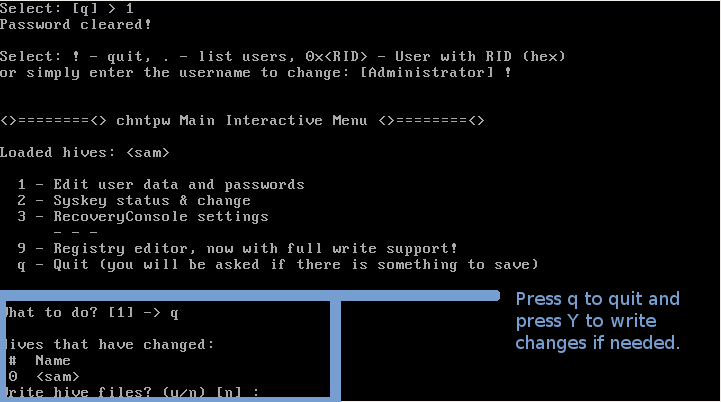 Select: [q] > 1
Password cleared!
Select: ! - quit, . - list users, 0x<RID> - User with RID (hex)
or simply enter the username to change: [Administrator] !
<>========<> chntpw Main Interactive Menu <>========<>
Loaded hives: <sam>
1 - Edit user data and passwords
2 - Syskey status & change
3 - RecoveryConsole settings
- - -
9 - Registry editor, now with full write support!
q - Quit (you will be asked if there is something to save)
What to do? [1] -> q
Hives that have changed:
# Name
0 <sam>
Write hive files? (y/n) [n] :
Press q to quit and
press Y to write
changes if needed.